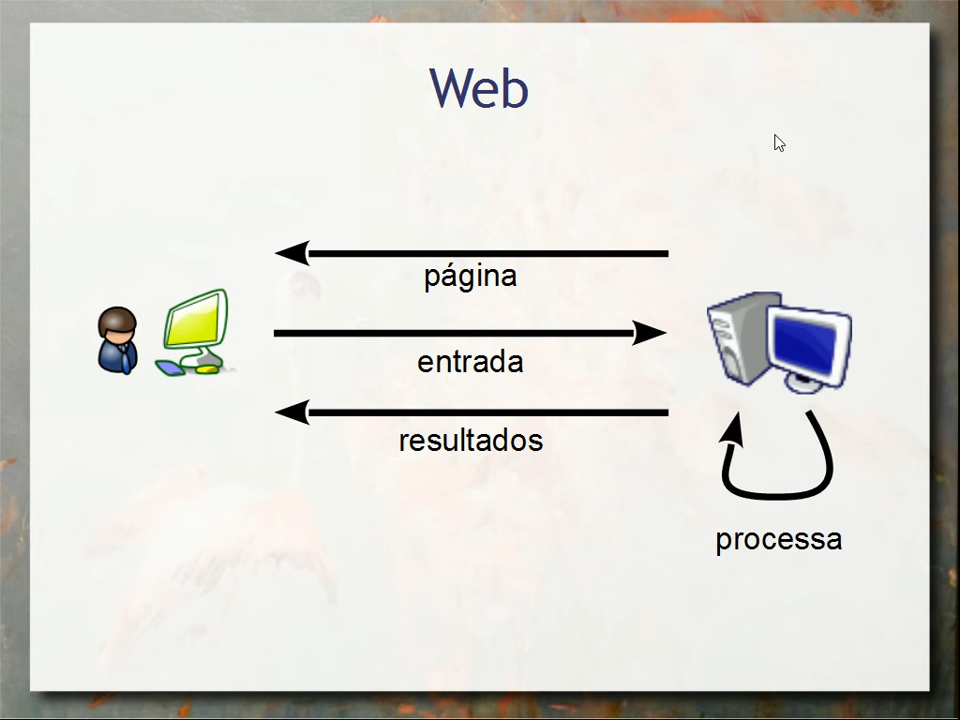 Web
página
entrada
resultados
processa